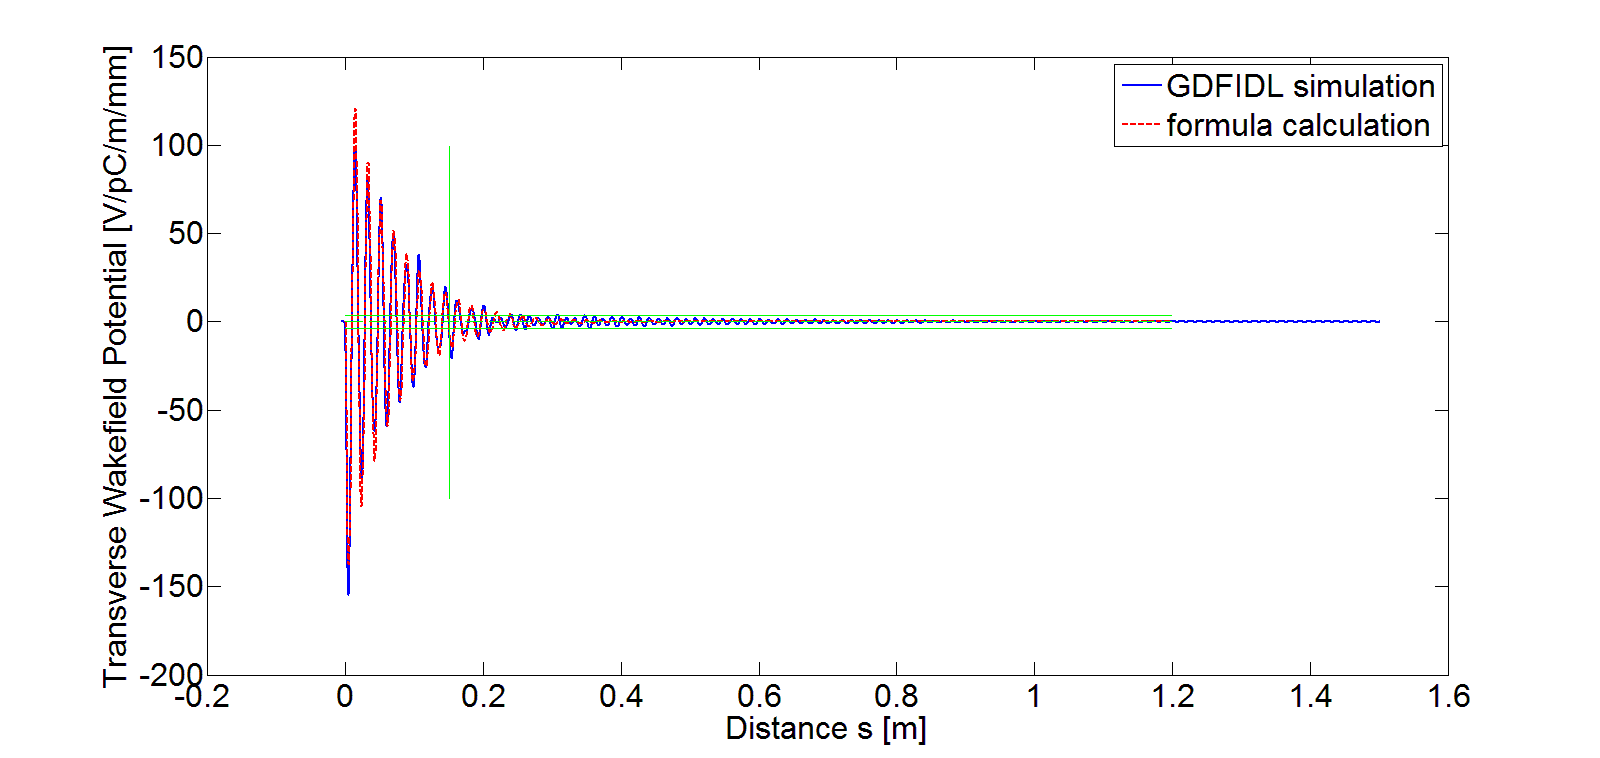 Transverse Wakefield Potential [V/pC/m/mm]
150
100
50
0
-50
-100
-150
-200
GDFIDL simulation
formula calculation
-0.2 0 0.2 0.4 0.6 0.8 1 1.2 1.4 1.6
Distance s [m]